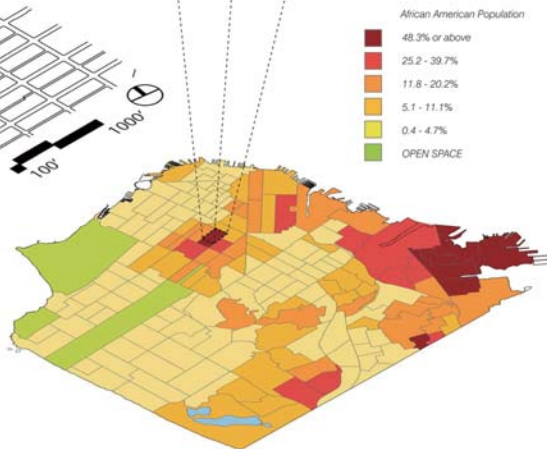 African American Population
48.3% or above
25.2 - 39.7%
11.8 - 20.2%
5.1 - 11.1%
0.4 - 4.7%
OPEN SPACE
100'
1000'